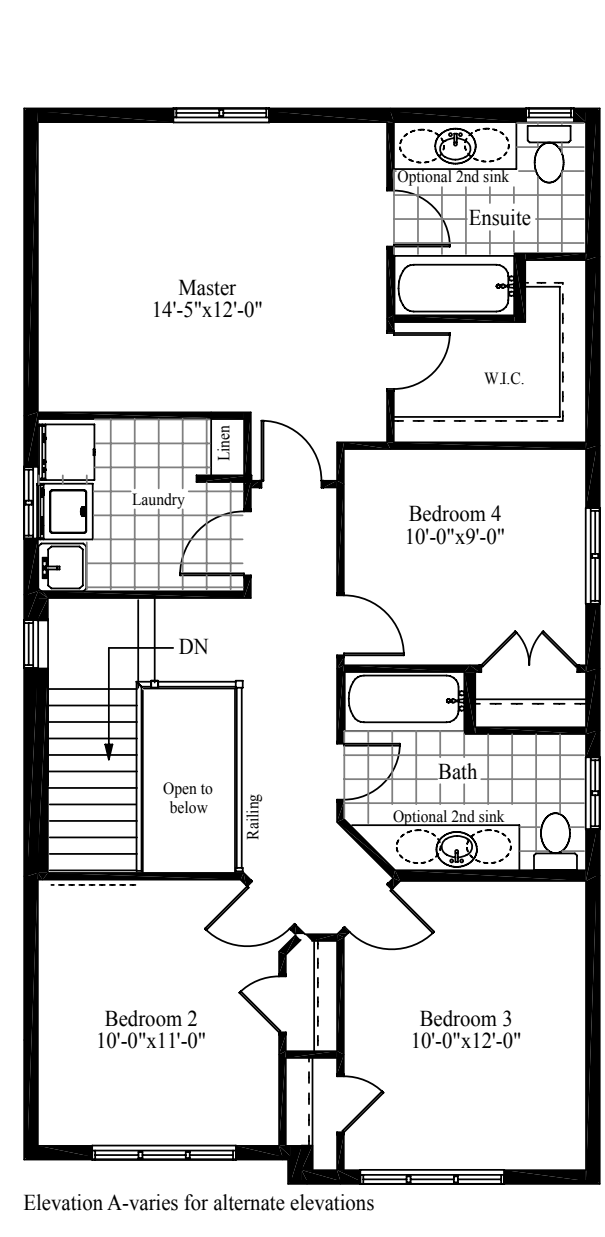 Optional 2nd sink
Ensuite
Master
14'-5"x12'-0"
W.I.C.
Linen
Laundry
Bedroom 4
10'-0"x9'-0"
DN
Bath
Open to
below
Railing
Optional 2nd sink
Bedroom 2
10'-0"x11'-0"
Bedroom 3
10'-0"x12'-0"
Elevation A-varies for alternate elevations